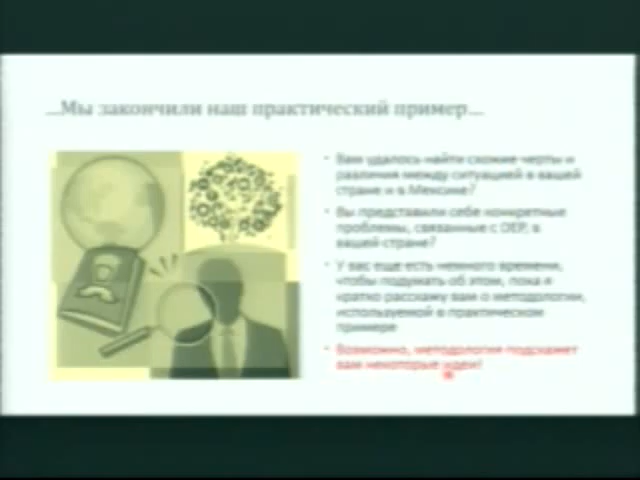 ...Мы закончили наш практический пример...
Вам удалось найти схожие черты и
различия между ситуацией в вашей
стране и в Мексике?
Вы представили себе конкретные
проблемы, связанные с OEP, в
вашей стране?
У вас еще есть немного времени,
чтобы подумать об этом, пока я
кратко расскажу вам о методологии,
используемой в практическом
примере
Возможно, методология подскажет
вам некоторые идеи!